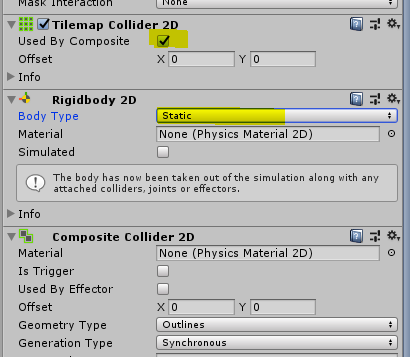 Mask Interaction None
Tilemap Collider 2D
Used By Composite
Offset X 0 Y 0
Info
Rigidbody 2D
Body Type Static
Material None (Physics Material 2D)
Simulated
The body has now been taken out of the simulation along with any
attached colliders, joints or effectors.
Info
Composite Collider 2D
Material None (Physics Material 2D)
Is Trigger
Used By Effector
Offset X 0 Y 0
Geometry Type Outlines
Generation Type Synchronous